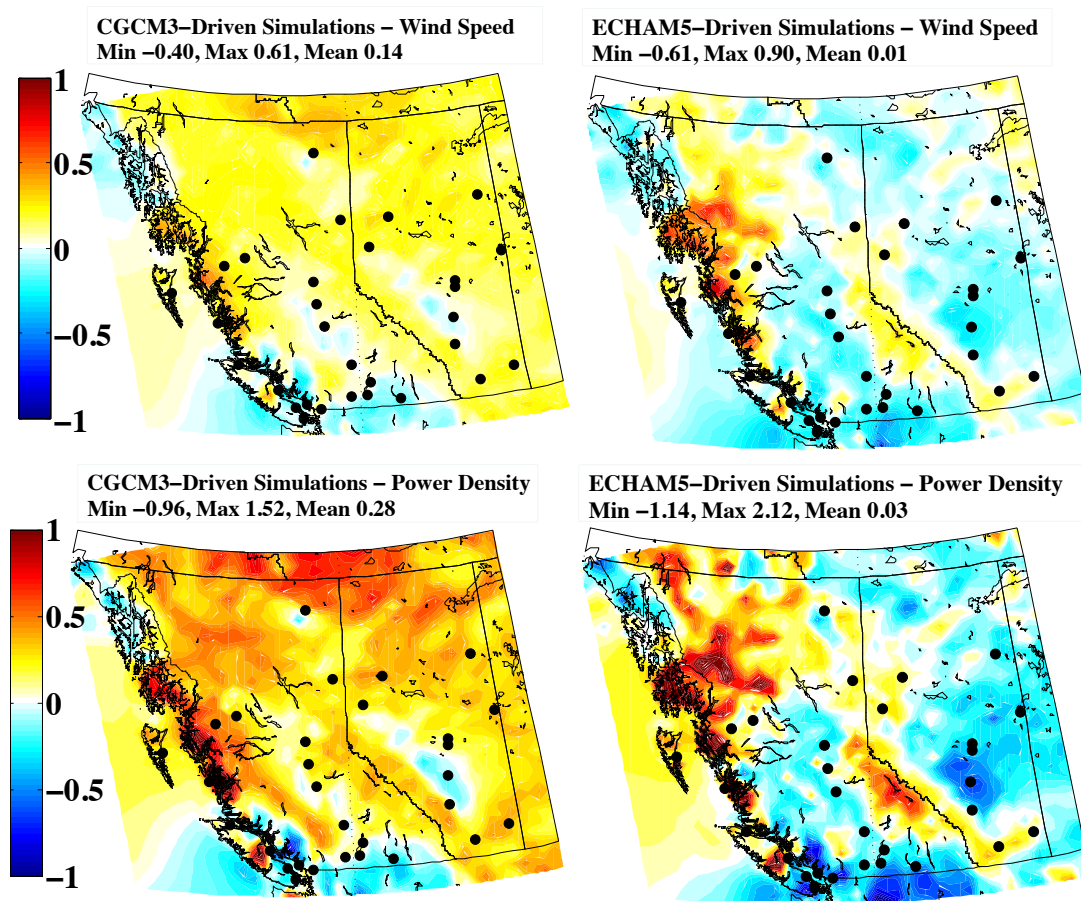 CGCM3–Driven Simulations – Wind Speed
Min −0.40, Max 0.61, Mean 0.14
ECHAM5–Driven Simulations – Wind Speed
Min −0.61, Max 0.90, Mean 0.01
1
0.5
0
−0.5
−1
CGCM3–Driven Simulations – Power Density
Min −0.96, Max 1.52, Mean 0.28
ECHAM5–Driven Simulations – Power Density
Min −1.14, Max 2.12, Mean 0.03
1
0.5
0
−0.5
−1